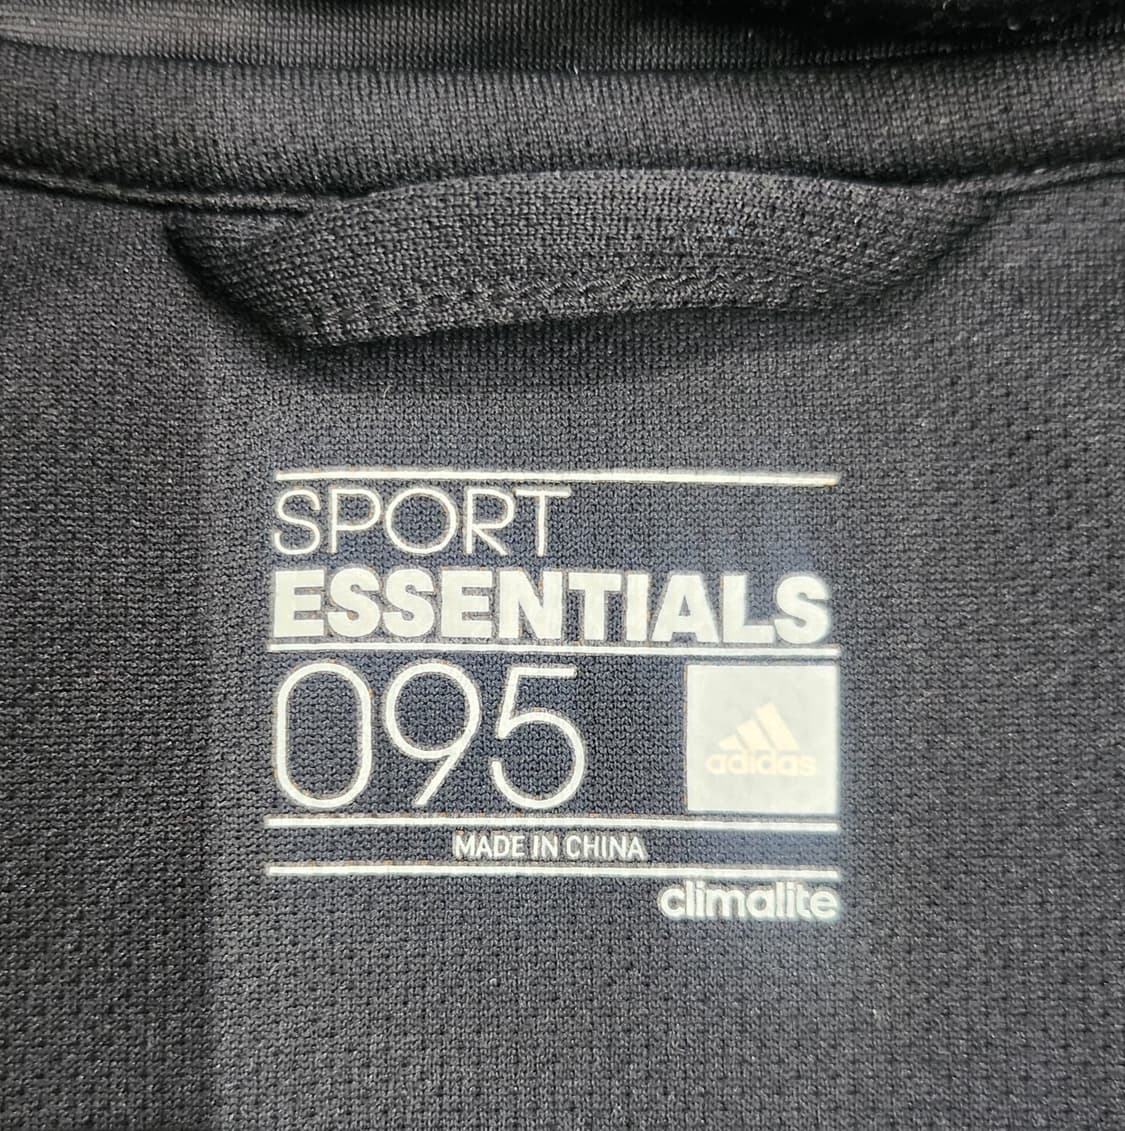 SPORT
ESSENTIALS
095
adidas
MADE IN CHINA
climalite